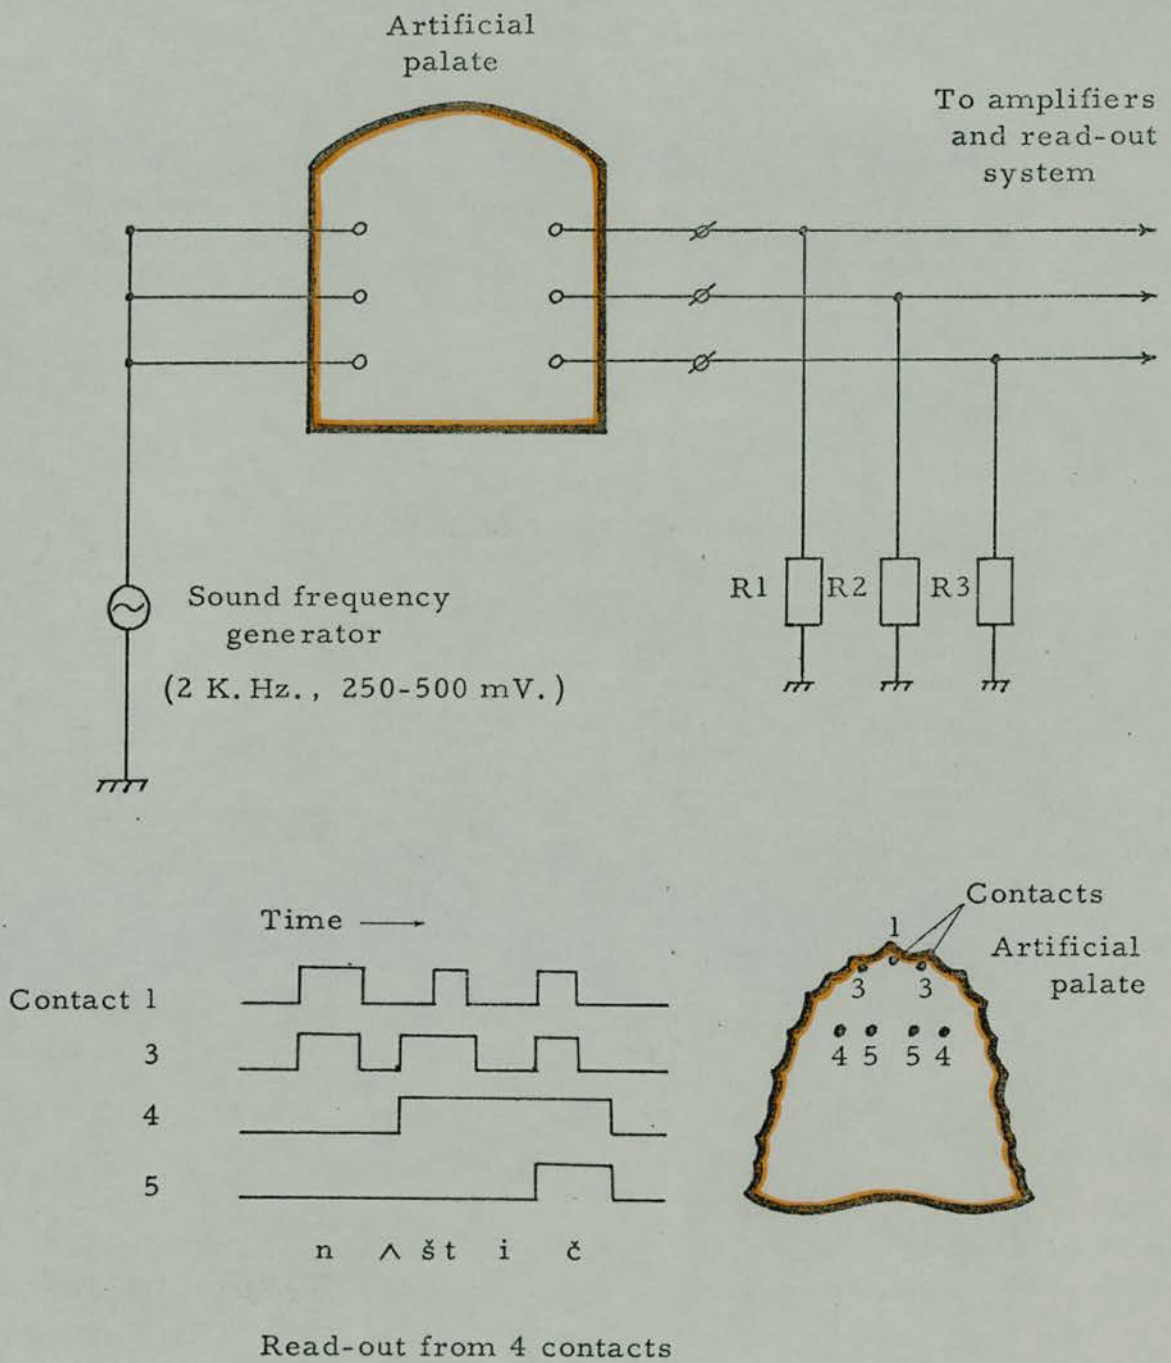 Artificial
palate
To amplifiers
and read-out
system
R1 R2 R3
Sound frequency
generator
(2 K. Hz. , 250-500 mV. )
Time
Contact 1
3
4
5
n ʌ št i č
Read-out from 4 contacts
Contacts
1
Artificial
palate
3 3
4 5 5 4